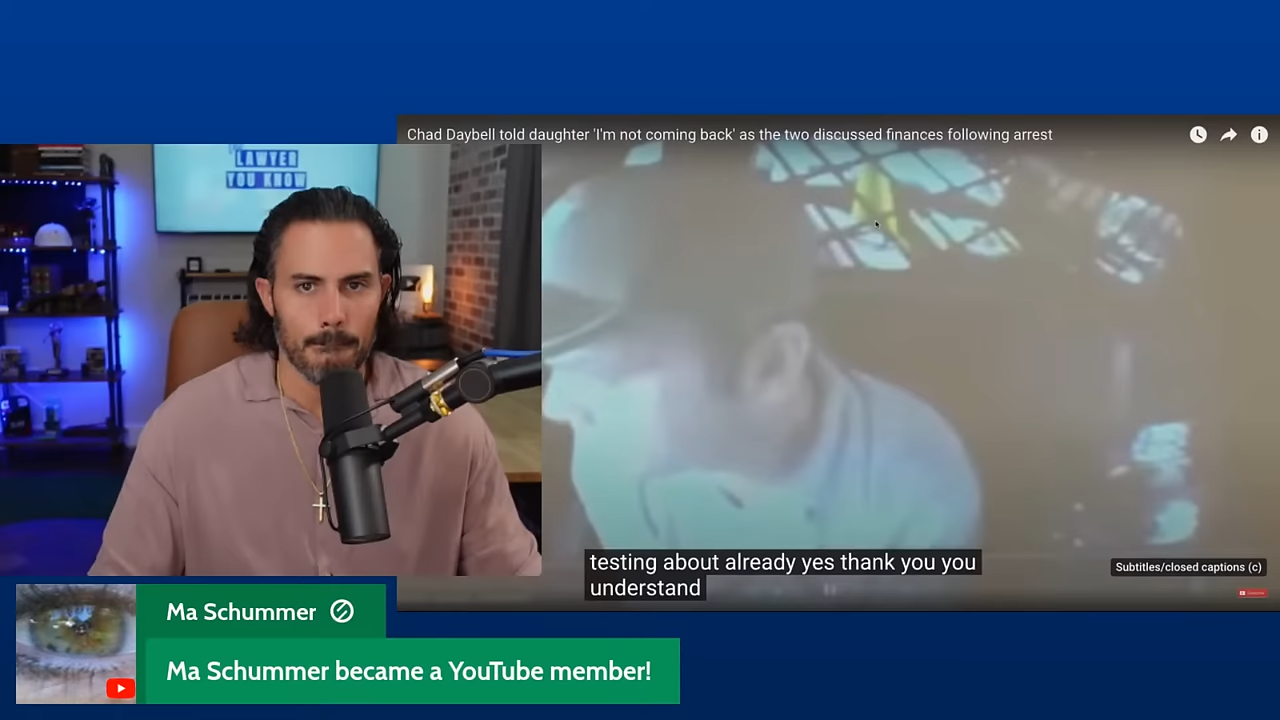 Chad Daybell told daughter 'I'm not coming back' as the two discussed finances following arrest
LAWYER
YOU KNOW
testing about already yes thank you you
understand
Subtitles/closed captions (c)
Ma Schummer
Ma Schummer became a YouTube member!